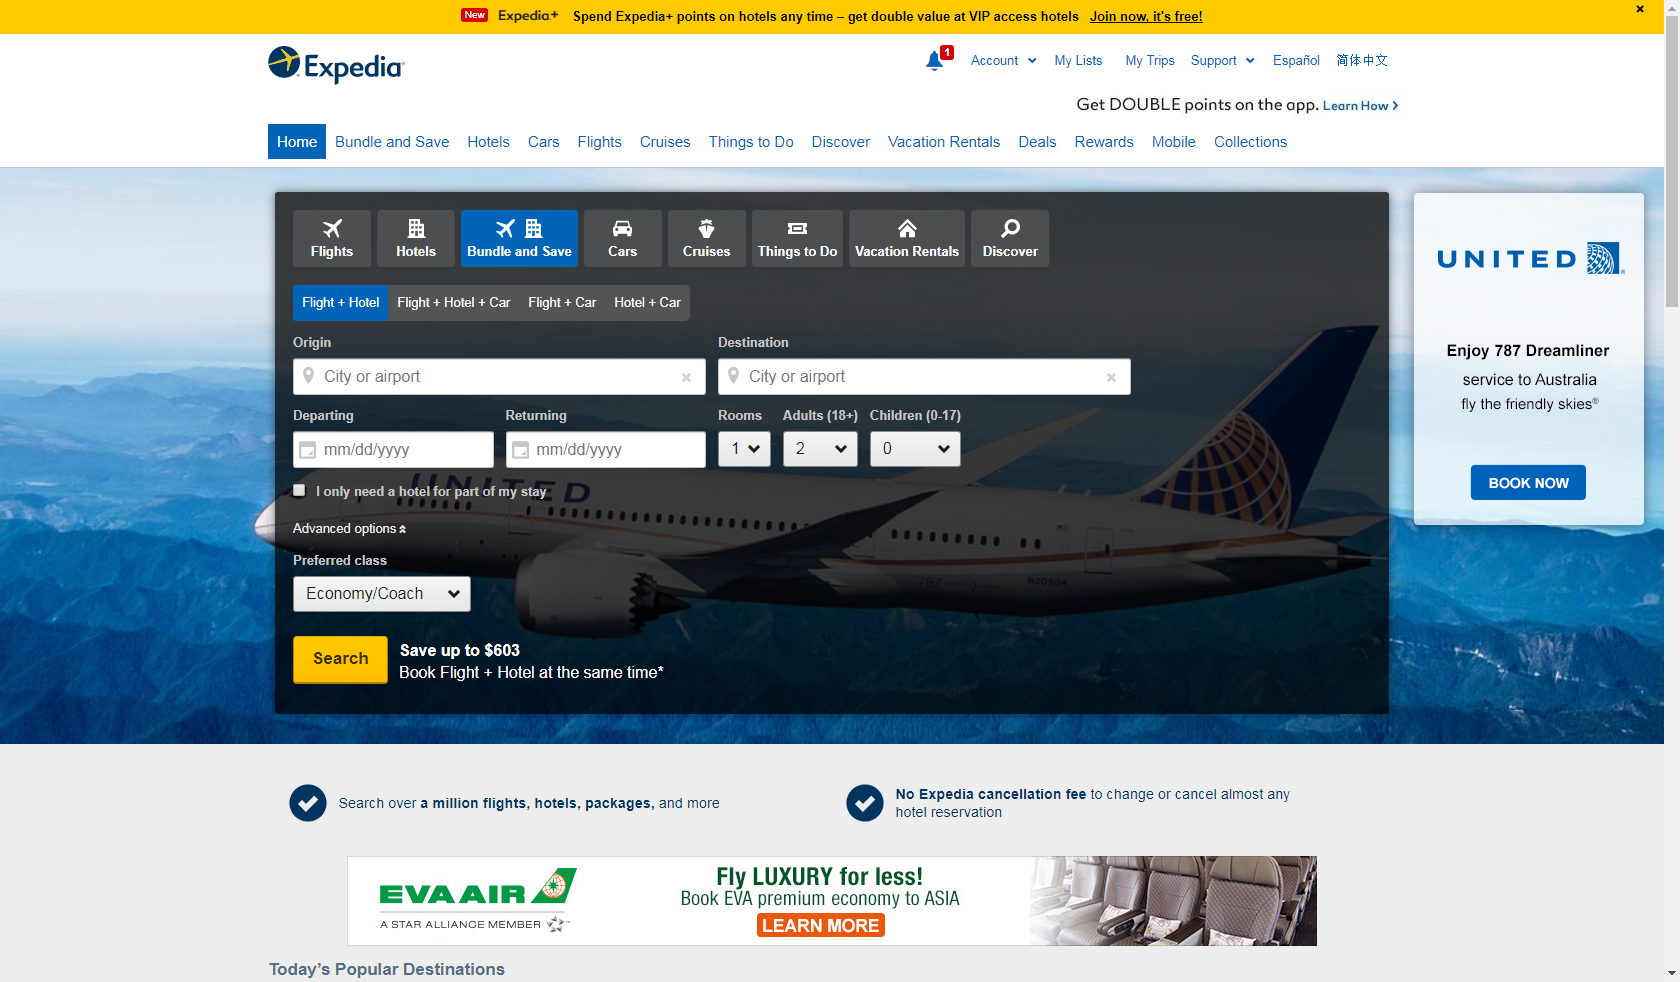 New Expedia+ Spend Expedia+ points on hotels any time – get double value at VIP access hotels Join now, it's free!
Expedia
1 Account My Lists My Trips Support Español 简体中文
Get DOUBLE points on the app. Learn How
Home Bundle and Save Hotels Cars Flights Cruises Things to Do Discover Vacation Rentals Deals Rewards Mobile Collections
Flights Hotels Bundle and Save Cars Cruises Things to Do Vacation Rentals Discover
Flight + Hotel Flight + Hotel + Car Flight + Car Hotel + Car
Origin Destination
City or airport City or airport
Departing Returning Rooms Adults (18+) Children (0-17)
mm/dd/yyyy mm/dd/yyyy 1 2 0
I only need a hotel for part of my stay
UNITED
Advanced options
Preferred class
787 N20904
Economy/Coach
Search
Save up to $603
Book Flight + Hotel at the same time*
UNITED
Enjoy 787 Dreamliner
service to Australia
fly the friendly skies®
BOOK NOW
Search over a million flights, hotels, packages, and more
No Expedia cancellation fee to change or cancel almost any
hotel reservation
EVA AIR
A STAR ALLIANCE MEMBER
Fly LUXURY for less!
Book EVA premium economy to ASIA
LEARN MORE
Today's Popular Destinations